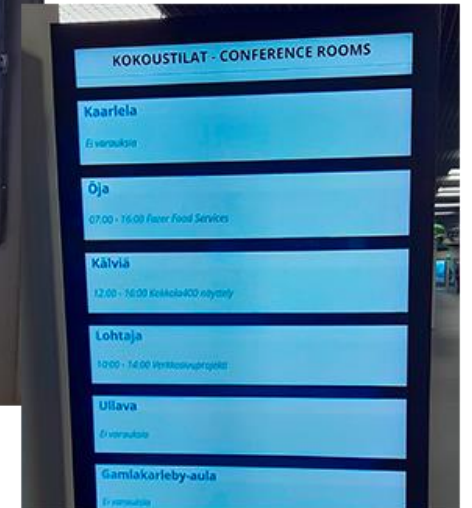 KOKOUSTILAT - CONFERENCE ROOMS
Kaarlela
Ei varauksia
Öja
07:00 - 16:00 Fazer Food Services
Kälviä
12:00 - 16:00 Kokkola400 näyttely
Lohtaja
10:00 - 14:00 Verkkosivuprojekti
Ullava
Ei varauksia
Gamlakarleby-aula
Ei varauksia